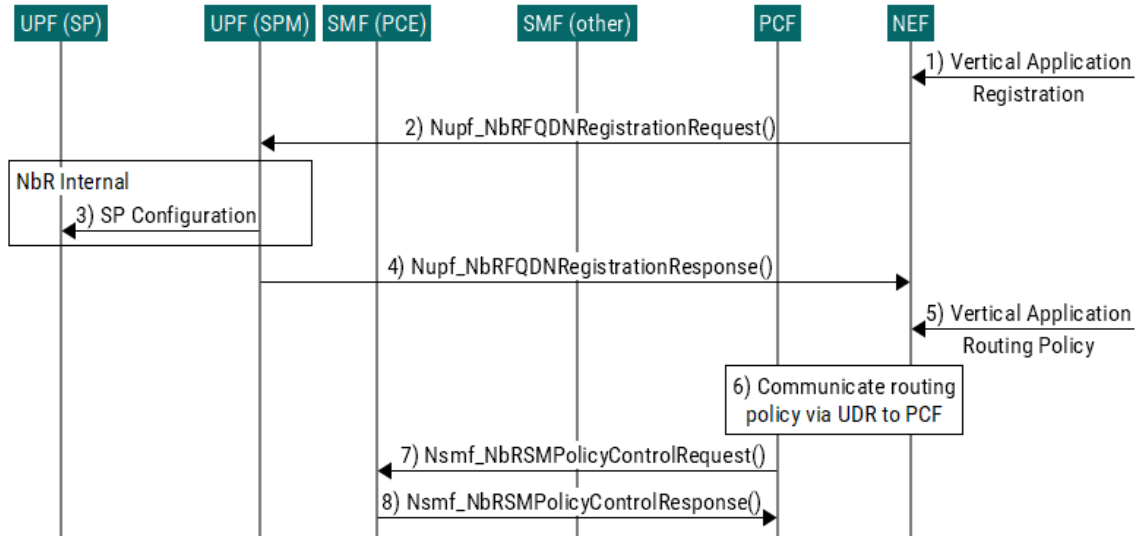 UPF (SP) UPF (SPM) SMF (PCE) SMF (other) PCF NEF
1) Vertical Application
Registration
2) Nupf_NbRFQDNRegistrationRequest()
NbR Internal
3) SP Configuration
4) Nupf_NbRFQDNRegistrationResponse()
5) Vertical Application
Routing Policy
6) Communicate routing
policy via UDR to PCF
7) Nsmf_NbRSMPolicyControlRequest()
8) Nsmf_NbRSMPolicyControlResponse()